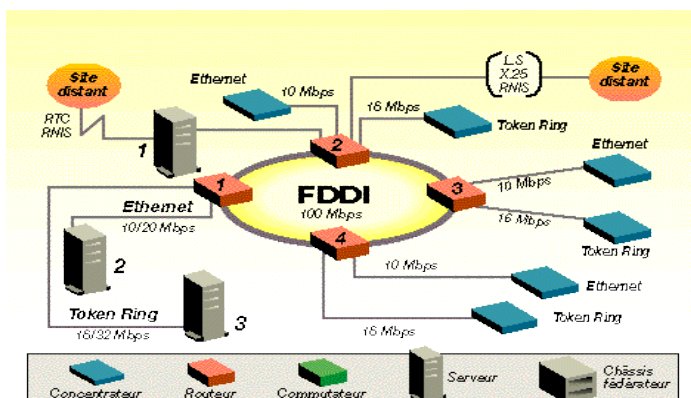 Site
distant
Ethernet
10 Mbps
L.S
X.25
RNIS
Site
distant
RTC
RNIS
1
2
16 Mbps
Token Ring
Ethernet
1
FDDI
100 Mbps
3
10 Mbps
16 Mbps
Token Ring
Ethernet
10/20 Mbps
2
4
10 Mbps
Ethernet
Token Ring
16/32 Mbps
3
16 Mbps
Token Ring
Concentrateur
Routeur
Commutateur
Serveur
Châssis
fédérateur